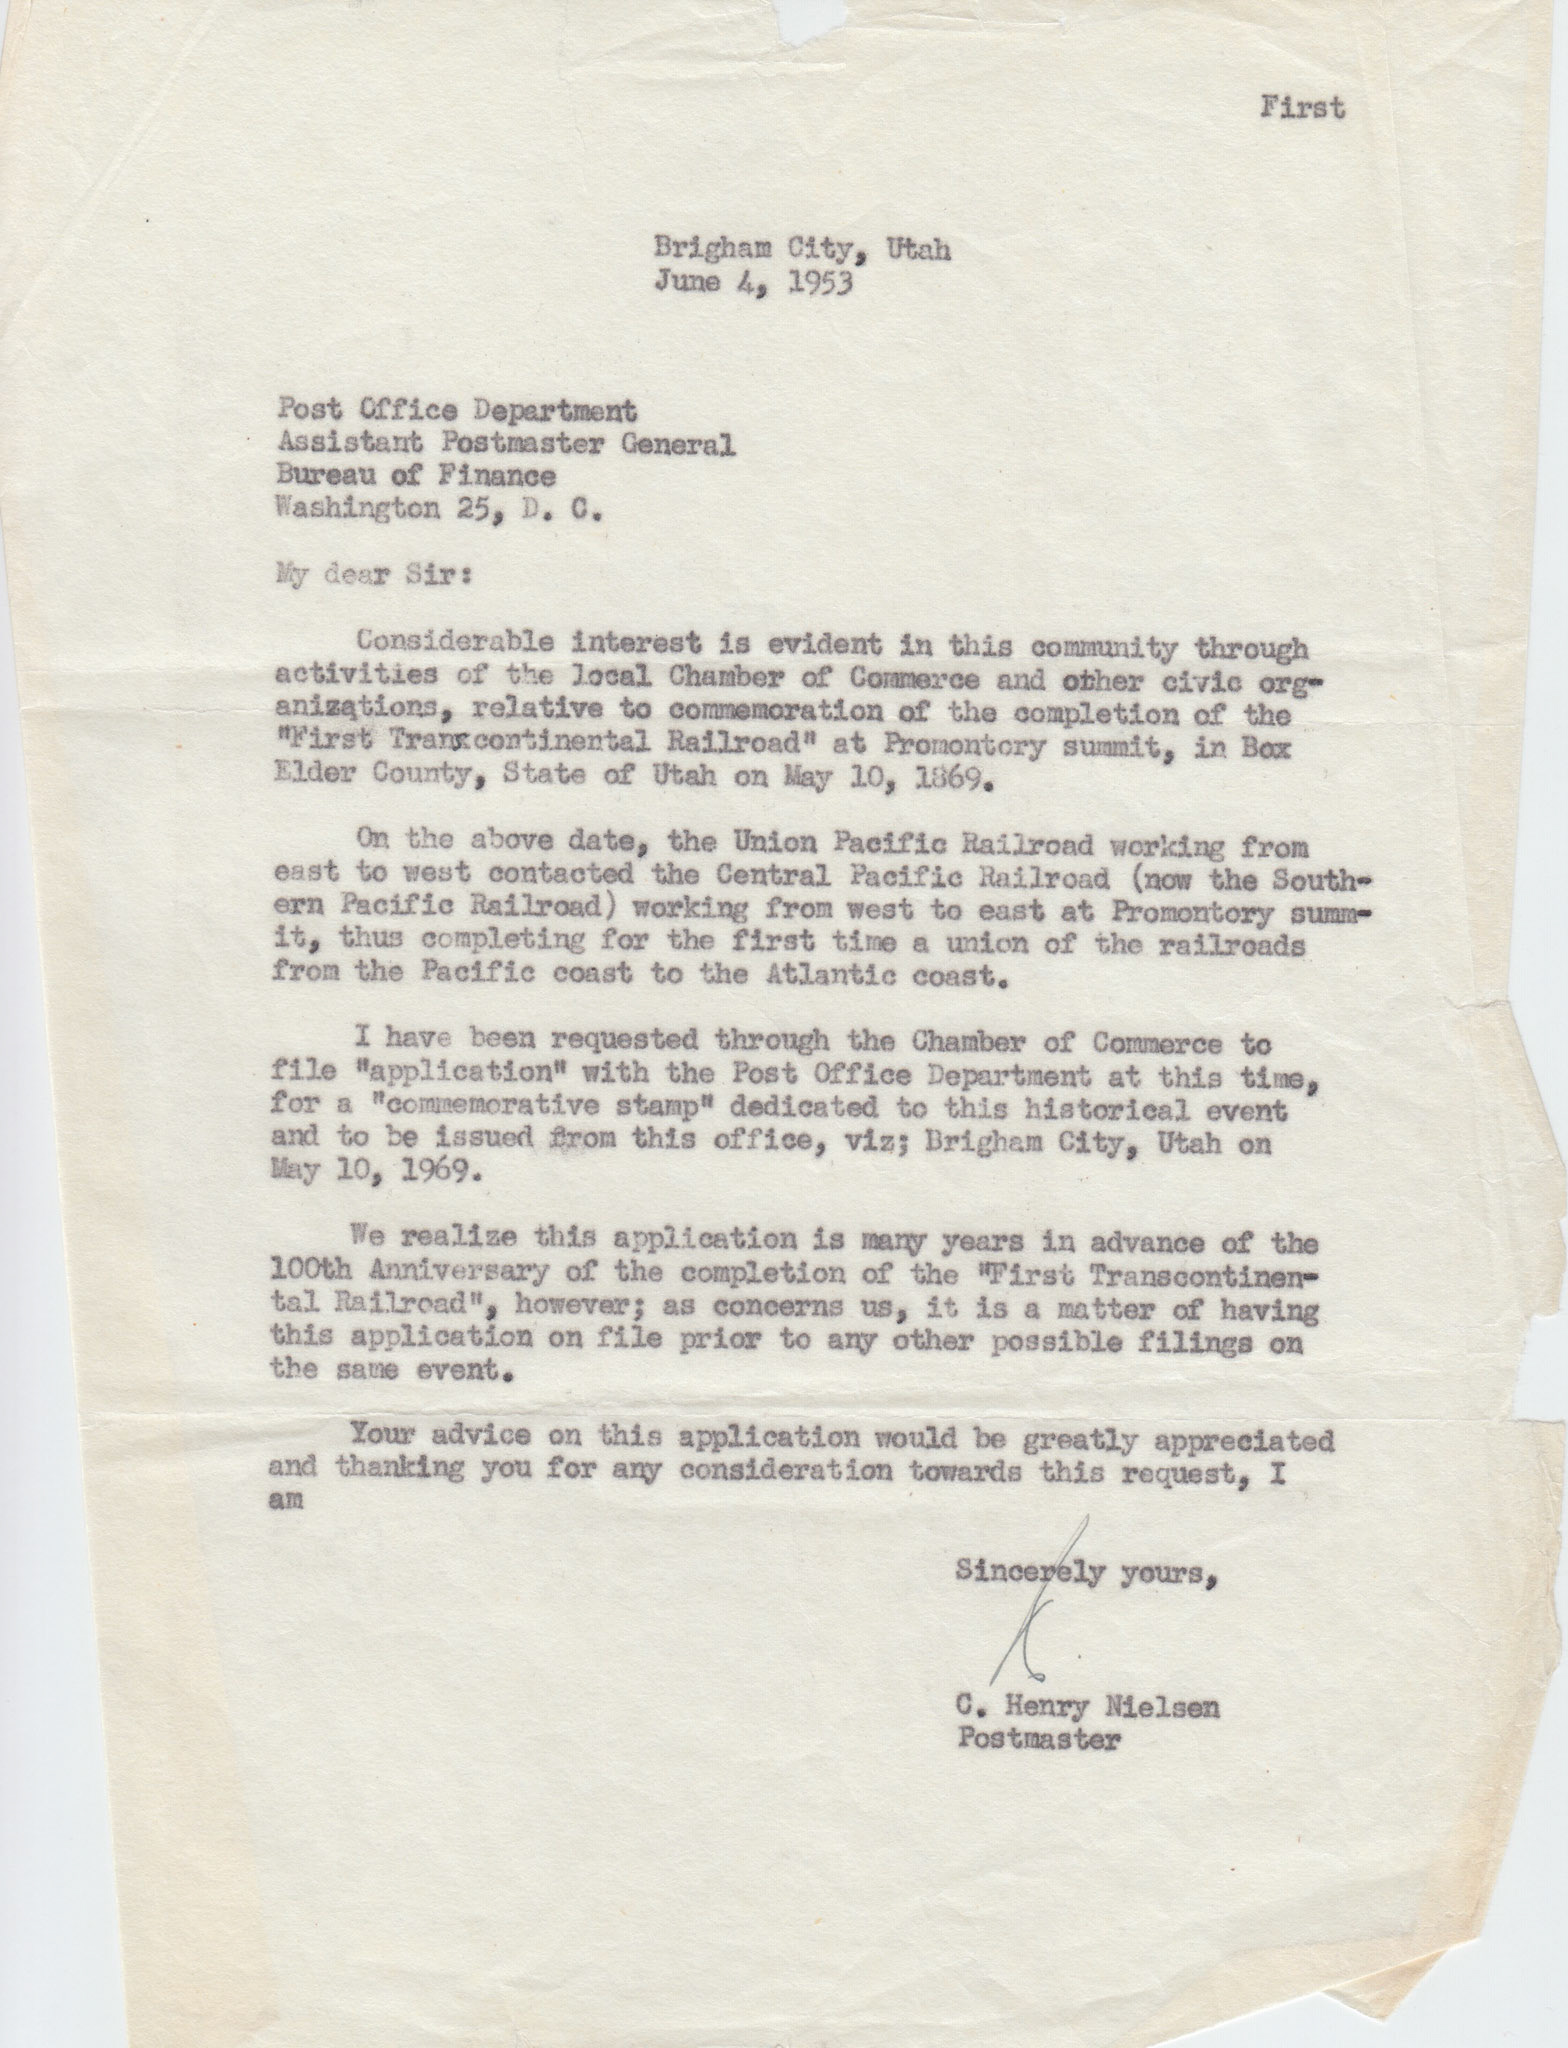 First
Brigham City, Utah
June 4, 1953
Post Office Department
Assistant Postmaster General
Bureau of Finance
Washington 25, D. C.
My dear Sir:
Considerable interest is evident in this community through
activities of the local Chamber of Commerce and other civic org-
anizations, relative to commemoration of the completion of the
"First Transcontinental Railroad" at Promontory summit, in Box
Elder County, State of Utah on May 10, 1869.
On the above date, the Union Pacific Railroad working from
east to west contacted the Central Pacific Railroad (now the South-
ern Pacific Railroad) working from west to east at Promontory summ-
it, thus completing for the first time a union of the railroads
from the Pacific coast to the Atlantic coast.
I have been requested through the Chamber of Commerce to
file "application" with the Post Office Department at this time,
for a "commemorative stamp" dedicated to this historical event
and to be issued from this office, viz; Brigham City, Utah on
May 10, 1969.
We realize this application is many years in advance of the
100th Anniversary of the completion of the "First Transcontinen-
tal Railroad", however; as concerns us, it is a matter of having
this application on file prior to any other possible filings on
the same event.
Your advice on this application would be greatly appreciated
and thanking you for any consideration towards this request, I
am
Sincerely yours,
C. Henry Nielsen
Postmaster